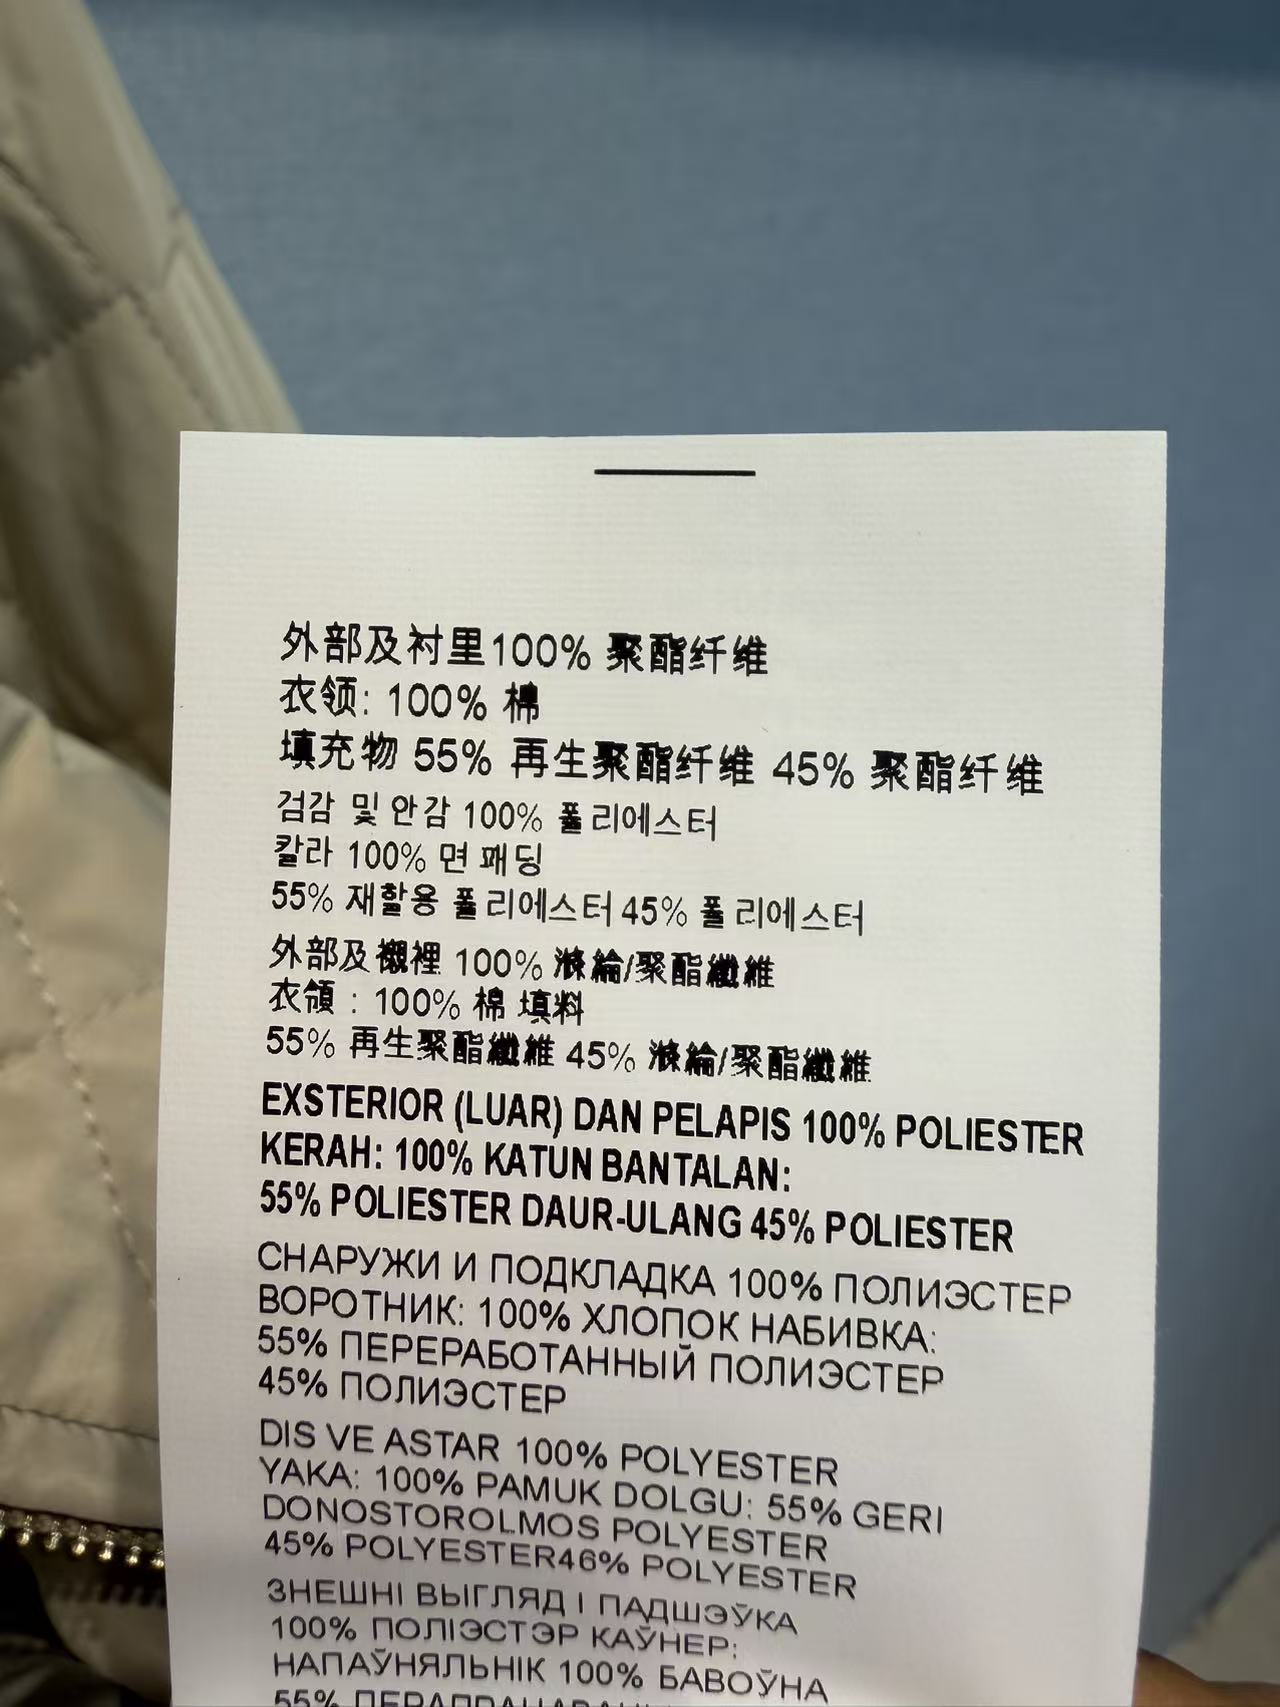 外部及衬里100% 聚酯纤维
衣领: 100% 棉
填充物 55% 再生聚酯纤维 45% 聚酯纤维
검감 및 안감 100% 폴리에스터
칼라 100% 면 패딩
55% 재활용 폴리에스터 45% 폴리에스터
外部及襯裡 100% 滌綸/聚酯纖維
衣領 : 100% 棉 填料
55% 再生聚酯纖維 45% 滌綸/聚酯纖維
EXSTERIOR (LUAR) DAN PELAPIS 100% POLIESTER
KERAH: 100% KATUN BANTALAN:
55% POLIESTER DAUR-ULANG 45% POLIESTER
СНАРУЖИ И ПОДКЛАДКА 100% ПОЛИЭСТЕР
ВОРОТНИК: 100% ХЛОПОК НАБИВКА:
55% ПЕРЕРАБОТАННЫЙ ПОЛИЭСТЕР
45% ПОЛИЭСТЕР
DIS VE ASTAR 100% POLYESTER
YAKA: 100% PAMUK DOLGU: 55% GERI
DONOSTOROLMOS POLYESTER
45% POLYESTER46% POLYESTER
ЗНЕШНІ ВЫГЛЯД І ПАДШЭЎКА
100% ПОЛІЭСТЭР КАЎНЕР:
НАПАЎНЯЛЬНІК 100% БАВОЎНА
55%